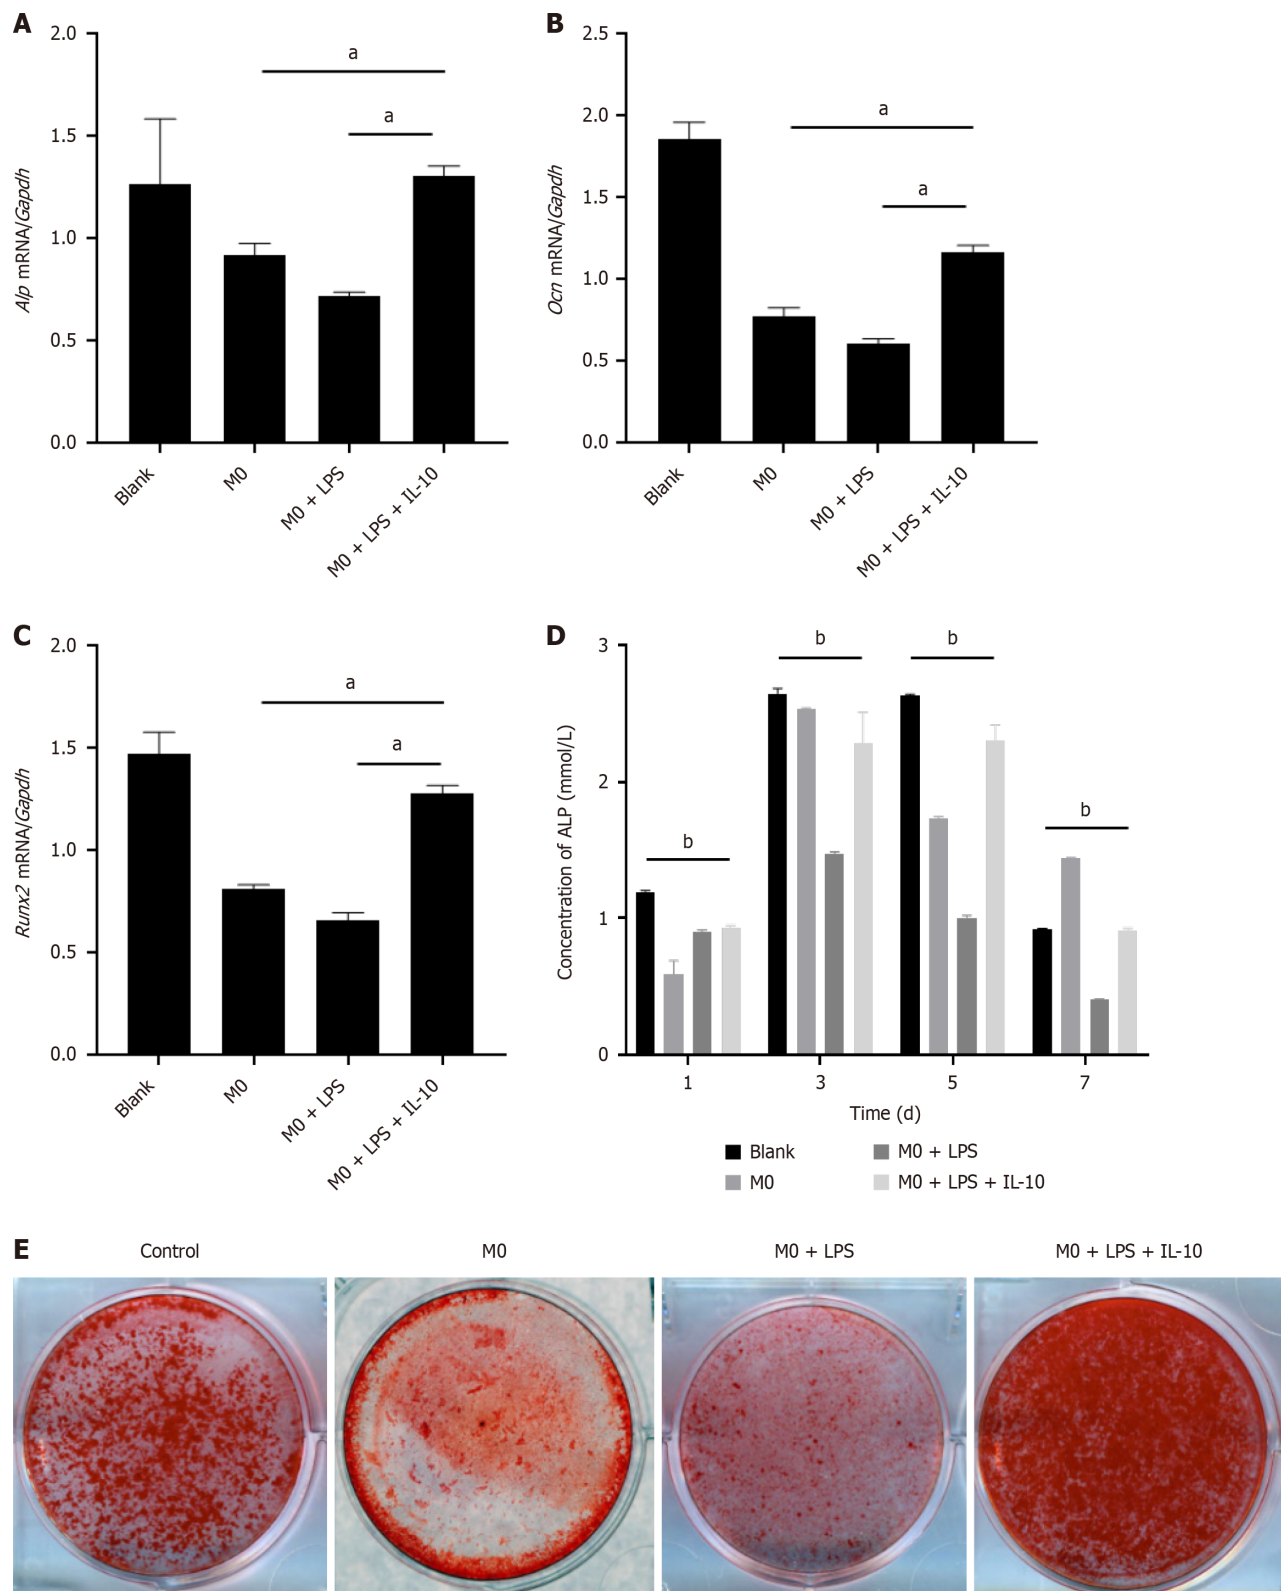 A
2.0
1.5
1.0
0.5
0.0
Alp mRNA/Gapdh
a
a
Blank
M0
M0 + LPS
M0 + LPS + IL-10
B
2.5
2.0
1.5
1.0
0.5
0.0
Ocn mRNA/Gapdh
a
a
Blank
M0
M0 + LPS
M0 + LPS + IL-10
C
2.0
1.5
1.0
0.5
0.0
Runx2 mRNA/Gapdh
a
a
Blank
M0
M0 + LPS
M0 + LPS + IL-10
D
3
2
1
0
Concentration of ALP (mmol/L)
b
b
b
b
1 3 5 7
Time (d)
Blank
M0
M0 + LPS
M0 + LPS + IL-10
E
Control M0 M0 + LPS M0 + LPS + IL-10